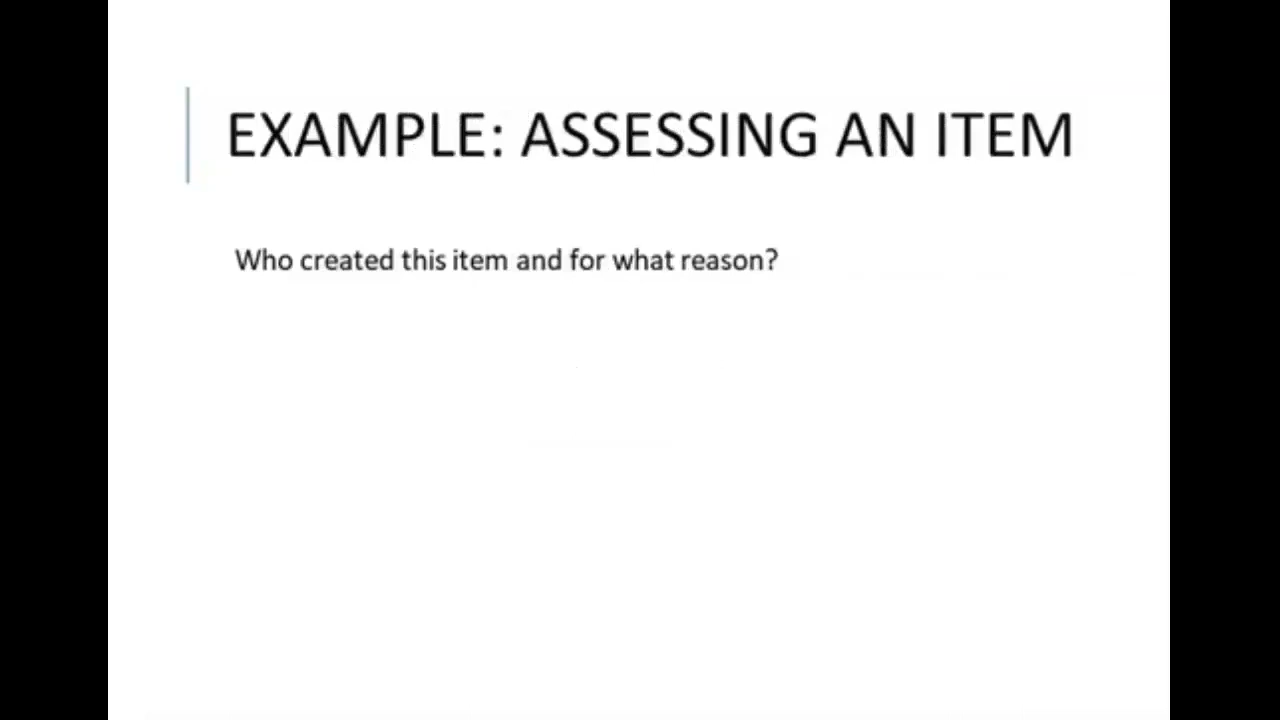 EXAMPLE: ASSESSING AN ITEM
Who created this item and for what reason?